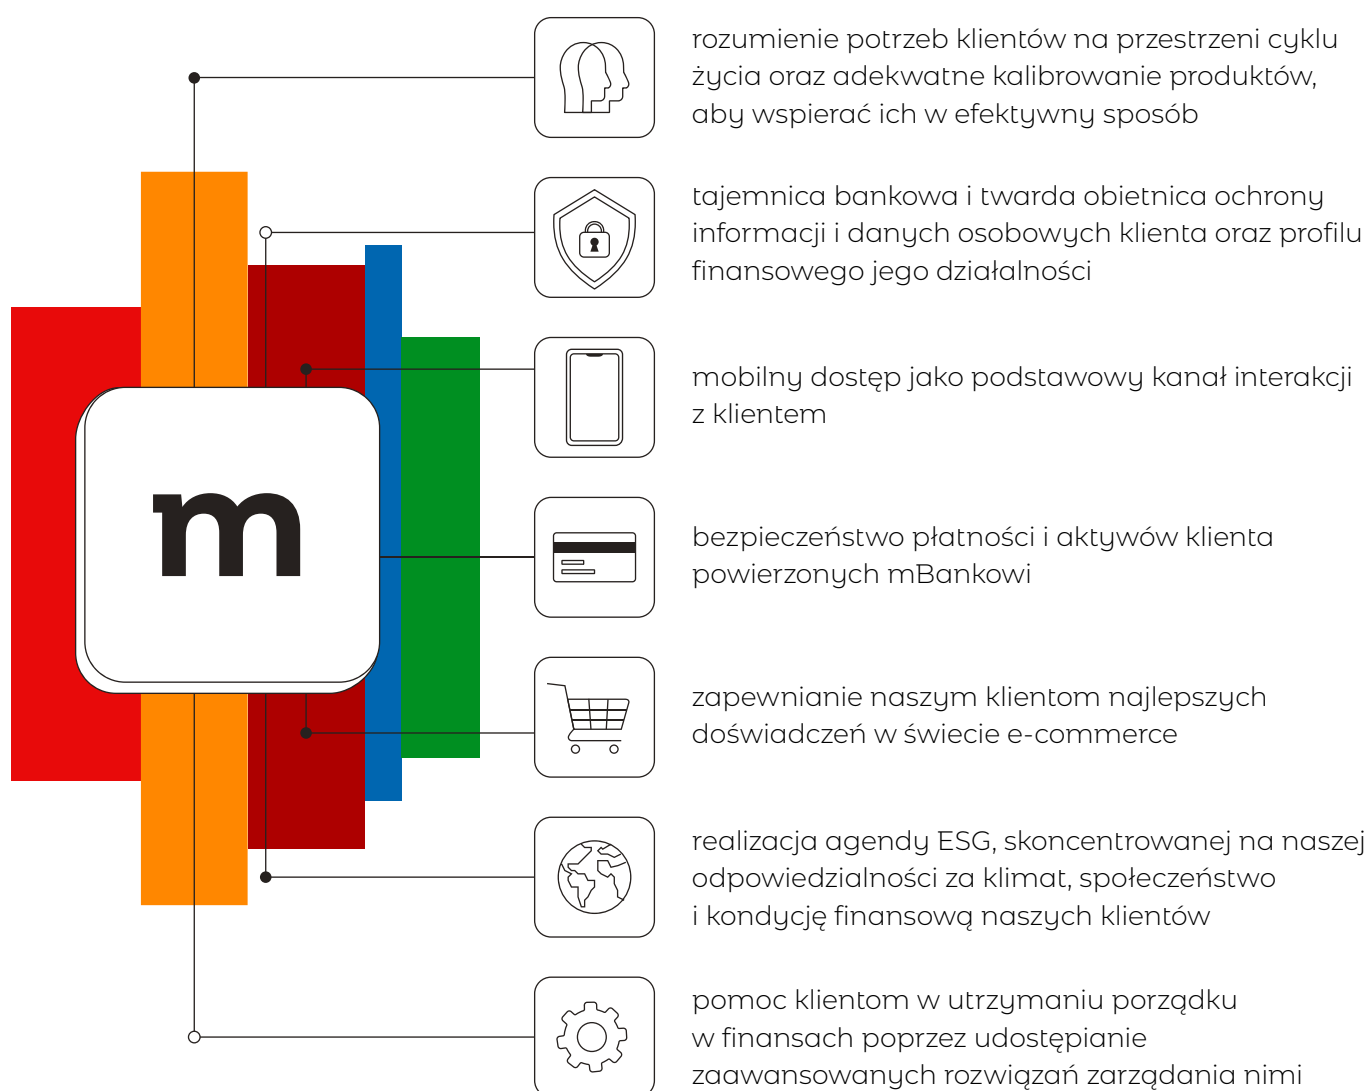 rozumienie potrzeb klientów na przestrzeni cyklu
życia oraz adekwatne kalibrowanie produktów,
aby wspierać ich w efektywny sposób
tajemnica bankowa i twarda obietnica ochrony
informacji i danych osobowych klienta oraz profilu
finansowego jego działalności
mobilny dostęp jako podstawowy kanał interakcji
z klientem
m
bezpieczeństwo płatności i aktywów klienta
powierzonych mBankowi
zapewnianie naszym klientom najlepszych
doświadczeń w świecie e-commerce
realizacja agendy ESG, skoncentrowanej na naszej
odpowiedzialności za klimat, społeczeństwo
i kondycję finansową naszych klientów
pomoc klientom w utrzymaniu porządku
w finansach poprzez udostępianie
zaawansowanych rozwiązań zarządania nimi